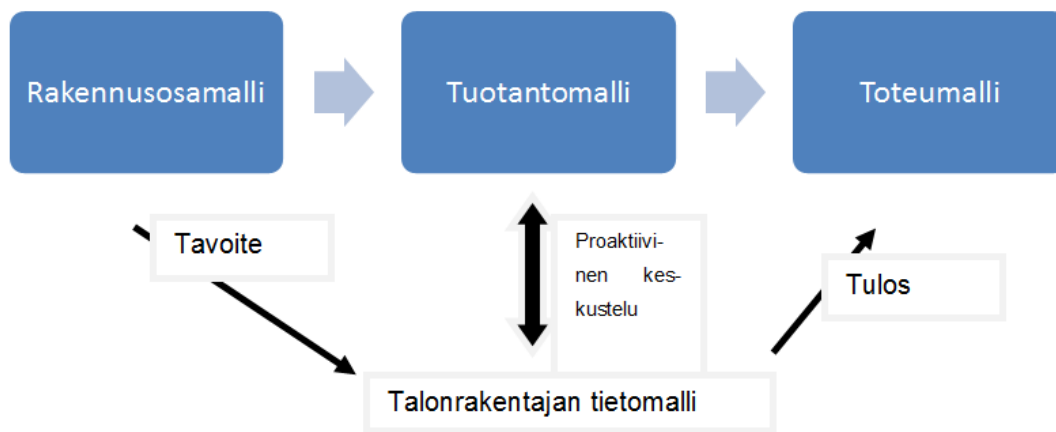 Rakennusosamalli
Tuotantomalli
Toteumalli
Tavoite
Proaktiivi-
nen kes-
kustelu
Tulos
Talonrakentajan tietomalli